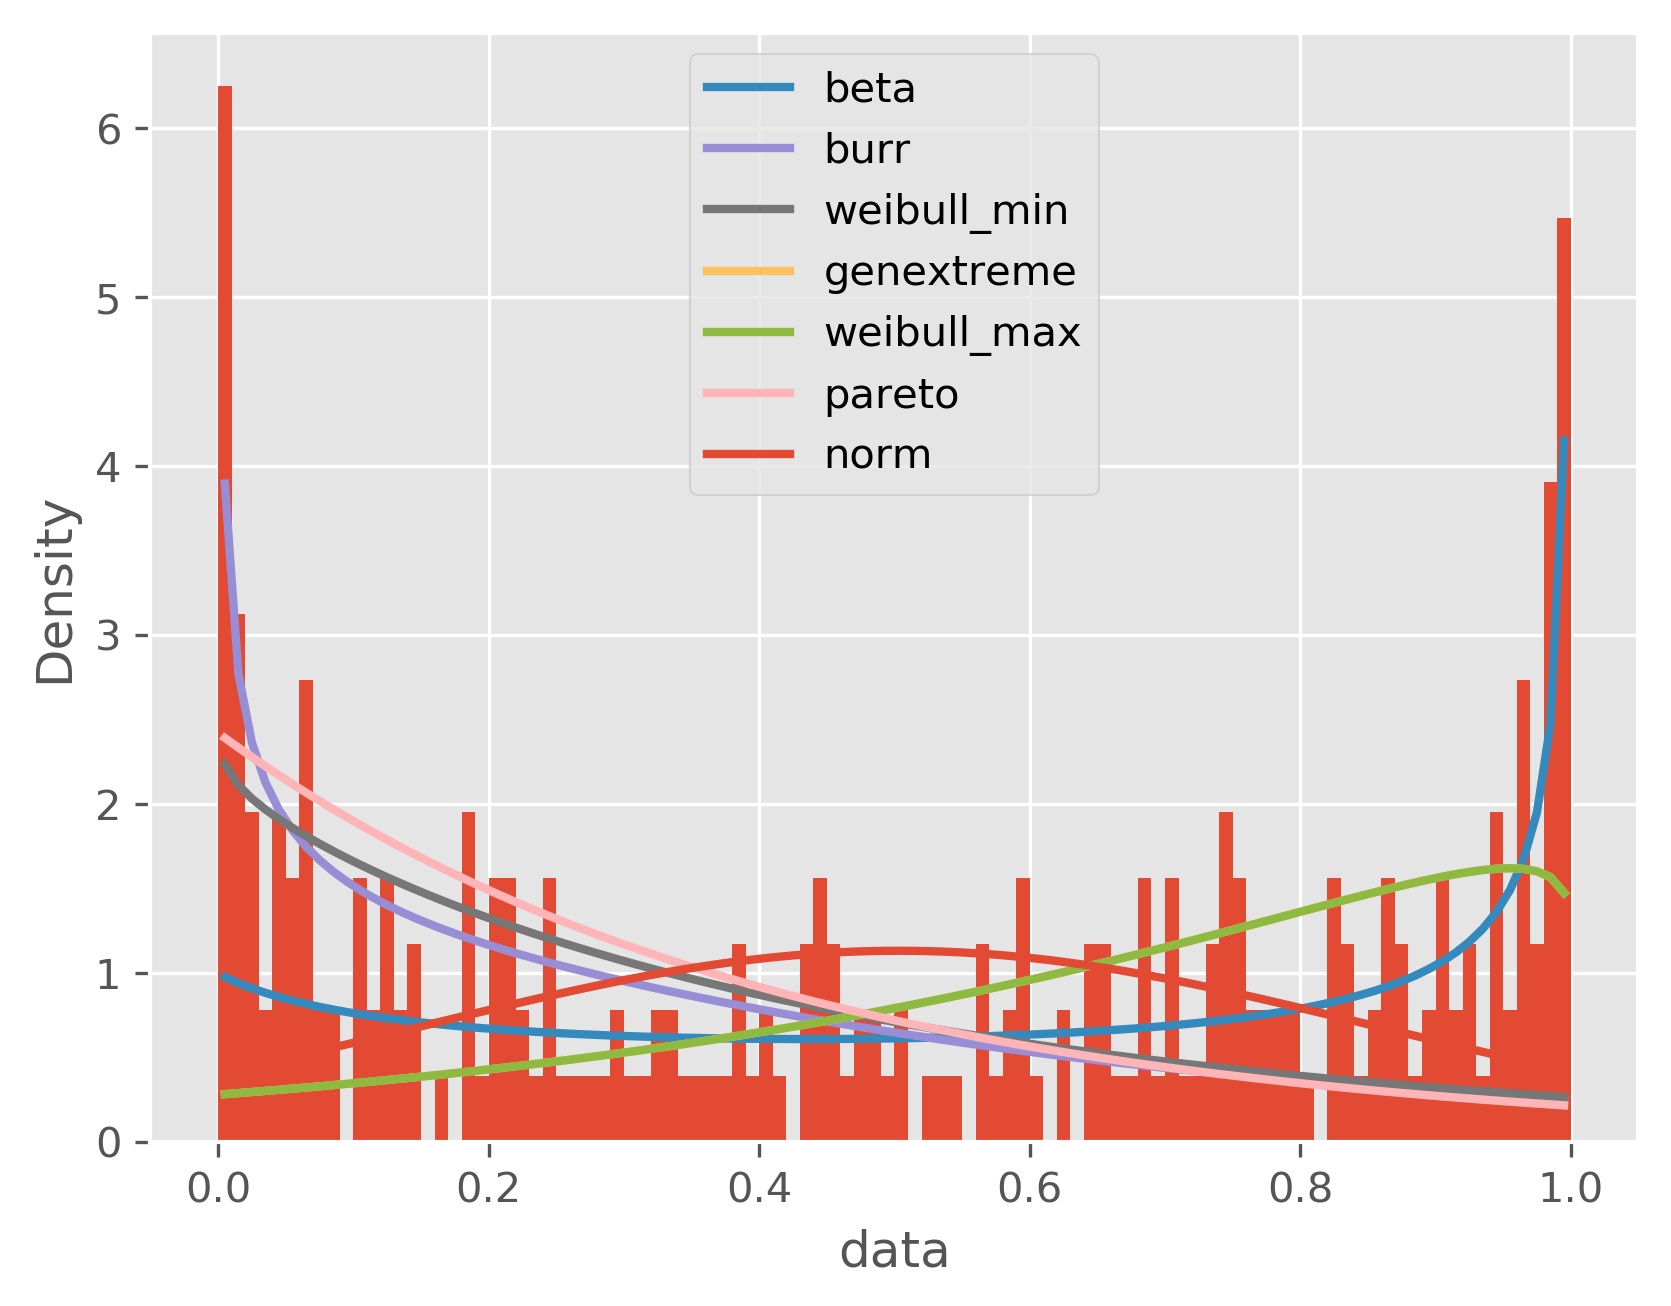 beta
burr
weibull_min
genextreme
weibull_max
pareto
norm
6
5
4
3
2
1
0
Density
0.0 0.2 0.4 0.6 0.8 1.0
data